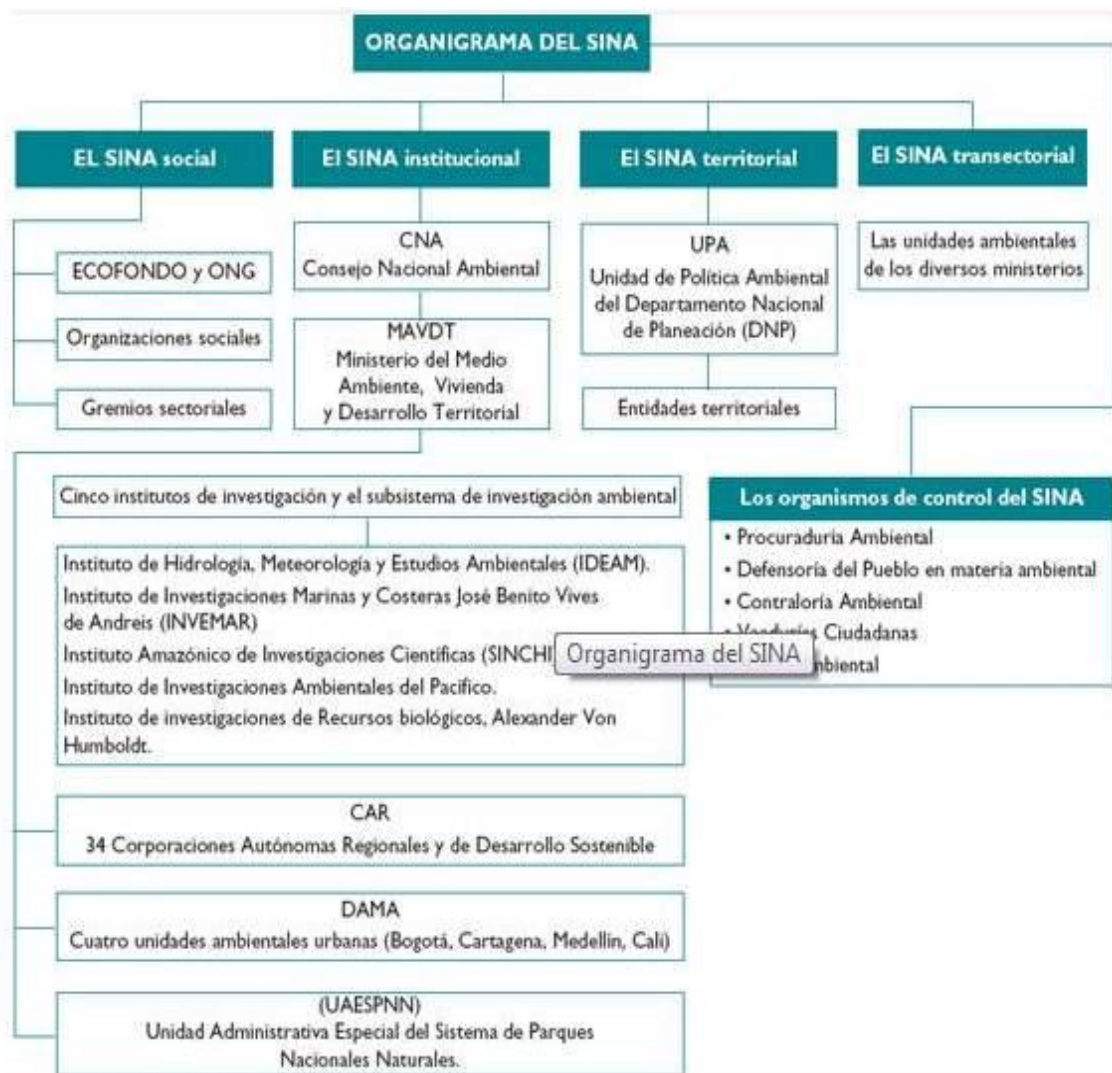 ORGANIGRAMA DEL SINA
EL SINA social
El SINA institucional
El SINA territorial
El SINA transectorial
ECOFONDO y ONG
Organizaciones sociales
Gremios sectoriales
CNA
Consejo Nacional Ambiental
MAVDT
Ministerio del Medio
Ambiente, Vivienda
y Desarrollo Territorial
UPA
Unidad de Política Ambiental
del Departamento Nacional
de Planeación (DNP)
Entidades territoriales
Las unidades ambientales
de los diversos ministerios
Cinco institutos de investigación y el subsistema de investigación ambiental
Instituto de Hidrología, Meteorología y Estudios Ambientales (IDEAM).
Instituto de Investigaciones Marinas y Costeras José Benito Vives
de Andreis (INVEMAR)
Instituto Amazónico de Investigaciones Científicas (SINCHI
Instituto de Investigaciones Ambientales del Pacífico.
Instituto de investigaciones de Recursos biológicos, Alexander Von
Humboldt.
Organigrama del SINA
Los organismos de control del SINA
• Procuraduría Ambiental
• Defensoría del Pueblo en materia ambiental
• Contraloría Ambiental
• Ciudadanas
CAR
34 Corporaciones Autónomas Regionales y de Desarrollo Sostenible
DAMA
Cuatro unidades ambientales urbanas (Bogotá, Cartagena, Medellin, Cali)
(UAESPNN)
Unidad Administrativa Especial del Sistema de Parques
Nacionales Naturales.